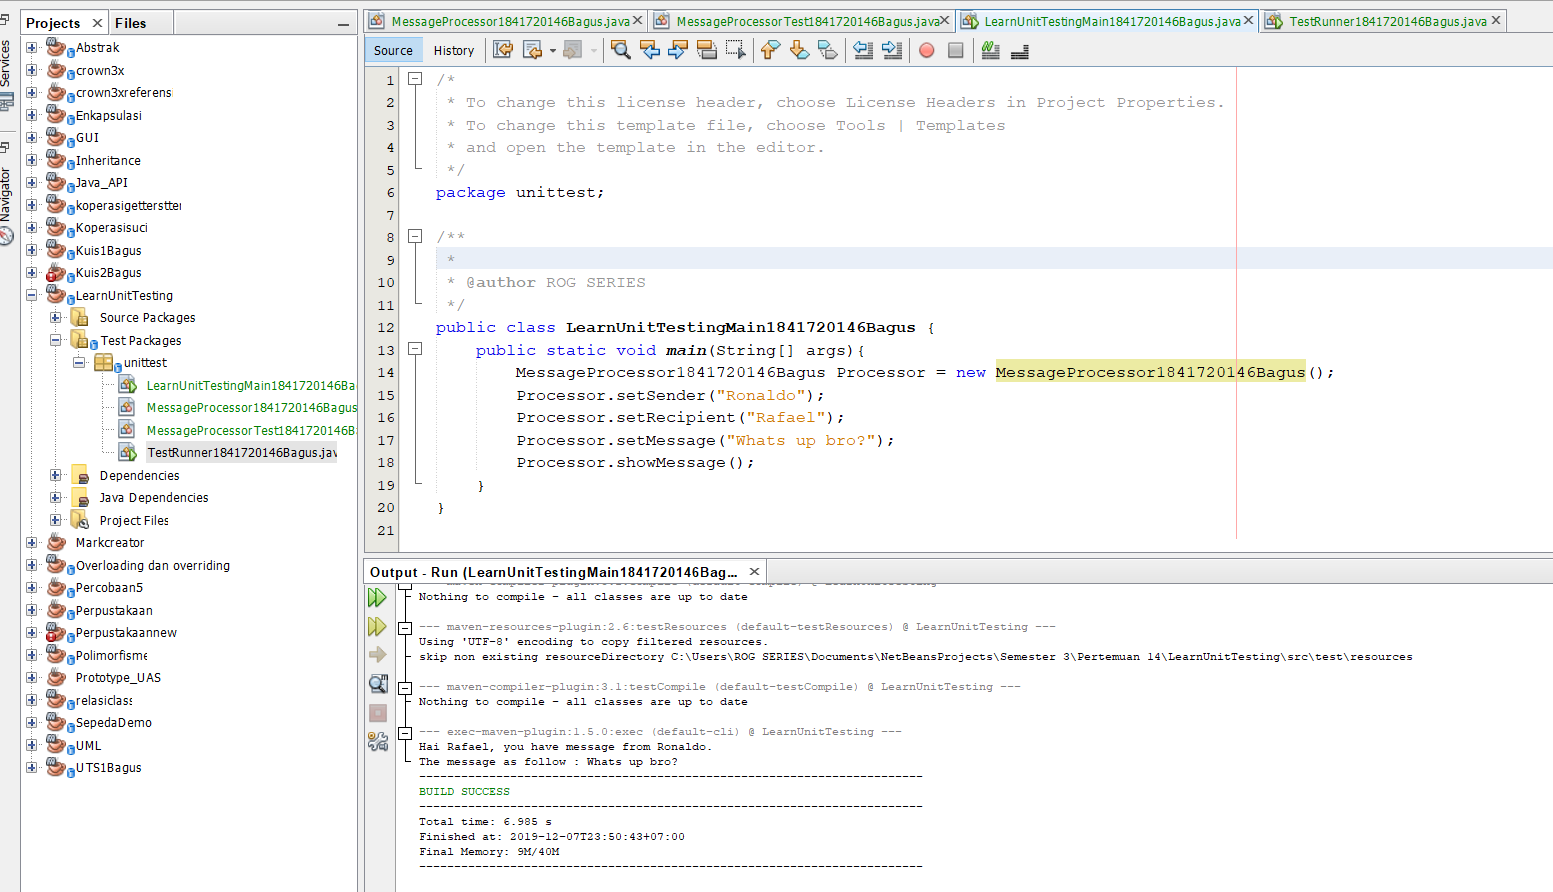 Services
Navigator
Projects
Files
Abstrak
crown3x
crown3xreferensi
Enkapsulasi
GUI
Inheritance
Java_API
koperasigetterstter
Koperasisuci
Kuis1Bagus
Kuis2Bagus
LearnUnitTesting
Source Packages
Test Packages
unittest
LearnUnitTestingMain1841720146Ba
MessageProcessor1841720146Bagus
MessageProcessorTest1841720146B
TestRunner1841720146Bagus.jav
Dependencies
Java Dependencies
Project Files
Markcreator
Overloading dan overriding
Percobaan5
Perpustakaan
Perpustakaannew
Polimorfisme
Prototype_UAS
relasiclass
SepedaDemo
UML
UTS1Bagus
MessageProcessor1841720146Bagus.java
MessageProcessorTest1841720146Bagus.java
LearnUnitTestingMain1841720146Bagus.java
TestRunner1841720146Bagus.java
Source
History
1 /*
2 * To change this license header, choose License Headers in Project Properties.
3 * To change this template file, choose Tools | Templates
4 * and open the template in the editor.
5 */
6 package unittest;
7
8 /**
9 *
10 * @author ROG SERIES
11 */
12 public class LearnUnitTestingMain1841720146Bagus {
13 public static void main(String[] args){
14 MessageProcessor1841720146Bagus Processor = new MessageProcessor1841720146Bagus();
15 Processor.setSender("Ronaldo");
16 Processor.setRecipient("Rafael");
17 Processor.setMessage("Whats up bro?");
18 Processor.showMessage();
19 }
20 }
21
Output - Run (LearnUnitTestingMain1841720146Bag...
Nothing to compile - all classes are up to date
--- maven-resources-plugin:2.6:testResources (default-testResources) @ LearnUnitTesting ---
Using 'UTF-8' encoding to copy filtered resources.
skip non existing resourceDirectory C:\Users\ROG SERIES\Documents\NetBeansProjects\Semester 3\Pertemuan 14\LearnUnitTesting\src\test\resources
--- maven-compiler-plugin:3.1:testCompile (default-testCompile) @ LearnUnitTesting ---
Nothing to compile - all classes are up to date
--- exec-maven-plugin:1.5.0:exec (default-cli) @ LearnUnitTesting ---
Hai Rafael, you have message from Ronaldo.
The message as follow : Whats up bro?
------------------------------------------------------------------------
BUILD SUCCESS
------------------------------------------------------------------------
Total time: 6.985 s
Finished at: 2019-12-07T23:50:43+07:00
Final Memory: 9M/40M
------------------------------------------------------------------------